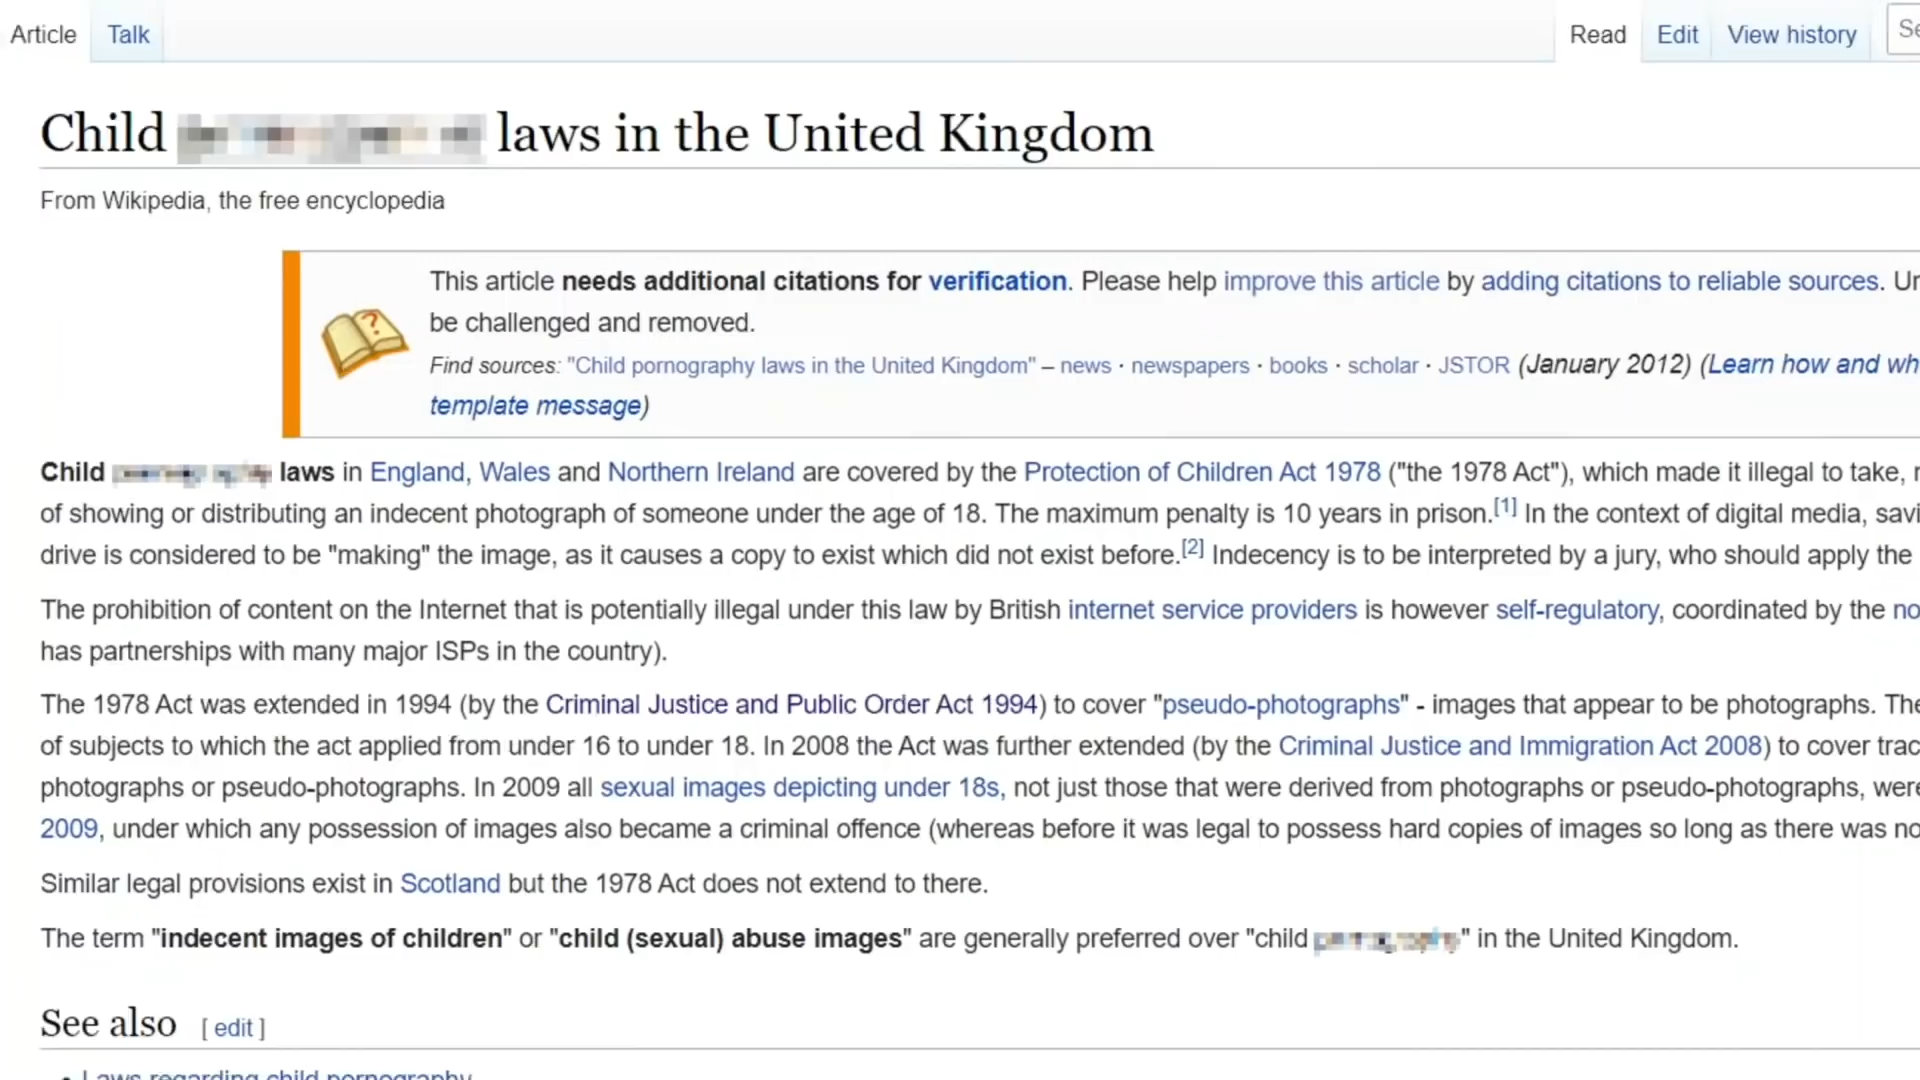 Article Talk Read Edit View history Se
Child laws in the United Kingdom
From Wikipedia, the free encyclopedia
This article needs additional citations for verification. Please help improve this article by adding citations to reliable sources. Un
be challenged and removed.
Find sources: "Child pornography laws in the United Kingdom" – news · newspapers · books · scholar · JSTOR (January 2012) (Learn how and wh
template message)
Child laws in England, Wales and Northern Ireland are covered by the Protection of Children Act 1978 ("the 1978 Act"), which made it illegal to take,
of showing or distributing an indecent photograph of someone under the age of 18. The maximum penalty is 10 years in prison.[1] In the context of digital media, savi
drive is considered to be "making" the image, as it causes a copy to exist which did not exist before.[2] Indecency is to be interpreted by a jury, who should apply the
The prohibition of content on the Internet that is potentially illegal under this law by British internet service providers is however self-regulatory, coordinated by the no
has partnerships with many major ISPs in the country).
The 1978 Act was extended in 1994 (by the Criminal Justice and Public Order Act 1994) to cover "pseudo-photographs" - images that appear to be photographs. The
of subjects to which the act applied from under 16 to under 18. In 2008 the Act was further extended (by the Criminal Justice and Immigration Act 2008) to cover trac
photographs or pseudo-photographs. In 2009 all sexual images depicting under 18s, not just those that were derived from photographs or pseudo-photographs, were
2009, under which any possession of images also became a criminal offence (whereas before it was legal to possess hard copies of images so long as there was no
Similar legal provisions exist in Scotland but the 1978 Act does not extend to there.
The term "indecent images of children" or "child (sexual) abuse images" are generally preferred over "child " in the United Kingdom.
See also [ edit ]
• Laws regarding child pornography